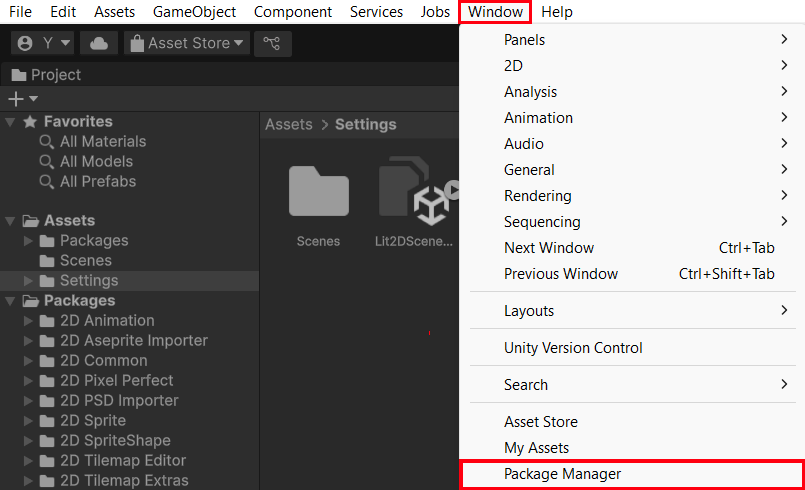 File Edit Assets GameObject Component Services Jobs Window Help
Y Asset Store
Project
Favorites
All Materials
All Models
All Prefabs
Assets
Packages
Scenes
Settings
Packages
2D Animation
2D Aseprite Importer
2D Common
2D Pixel Perfect
2D PSD Importer
2D Sprite
2D SpriteShape
2D Tilemap Editor
2D Tilemap Extras
Assets > Settings
Scenes
Lit2DScene...
Panels
2D
Analysis
Animation
Audio
General
Rendering
Sequencing
Next Window Ctrl+Tab
Previous Window Ctrl+Shift+Tab
Layouts
Unity Version Control
Search
Asset Store
My Assets
Package Manager